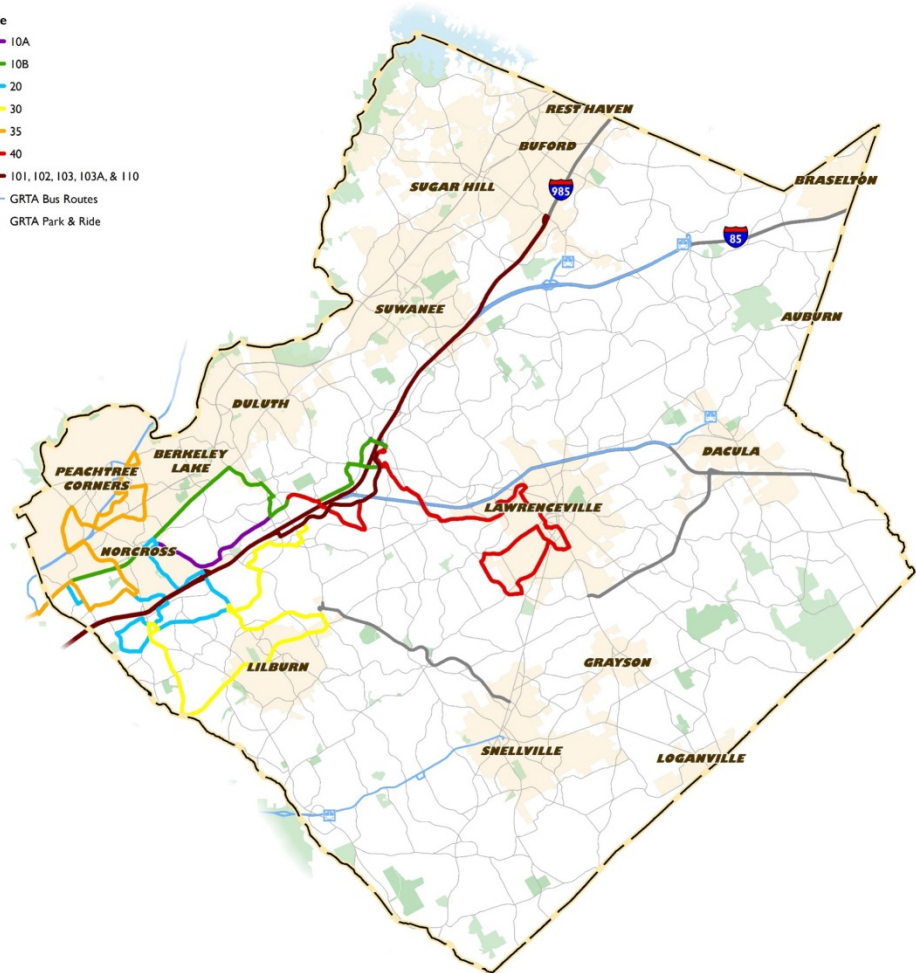 e
10A
10B
20
30
35
40
101, 102, 103, 103A, & 110
GRTA Bus Routes
GRTA Park & Ride
REST HAVEN
BUFORD
SUGAR HILL
985
BRASELTON
85
SUWANEE
AUBURN
DULUTH
BERKELEY
LAKE
PEACHTREE
CORNERS
DACULA
LAWRENCEVILLE
NORCROSS
LILBURN
GRAYSON
SNELLVILLE
LOGANVILLE